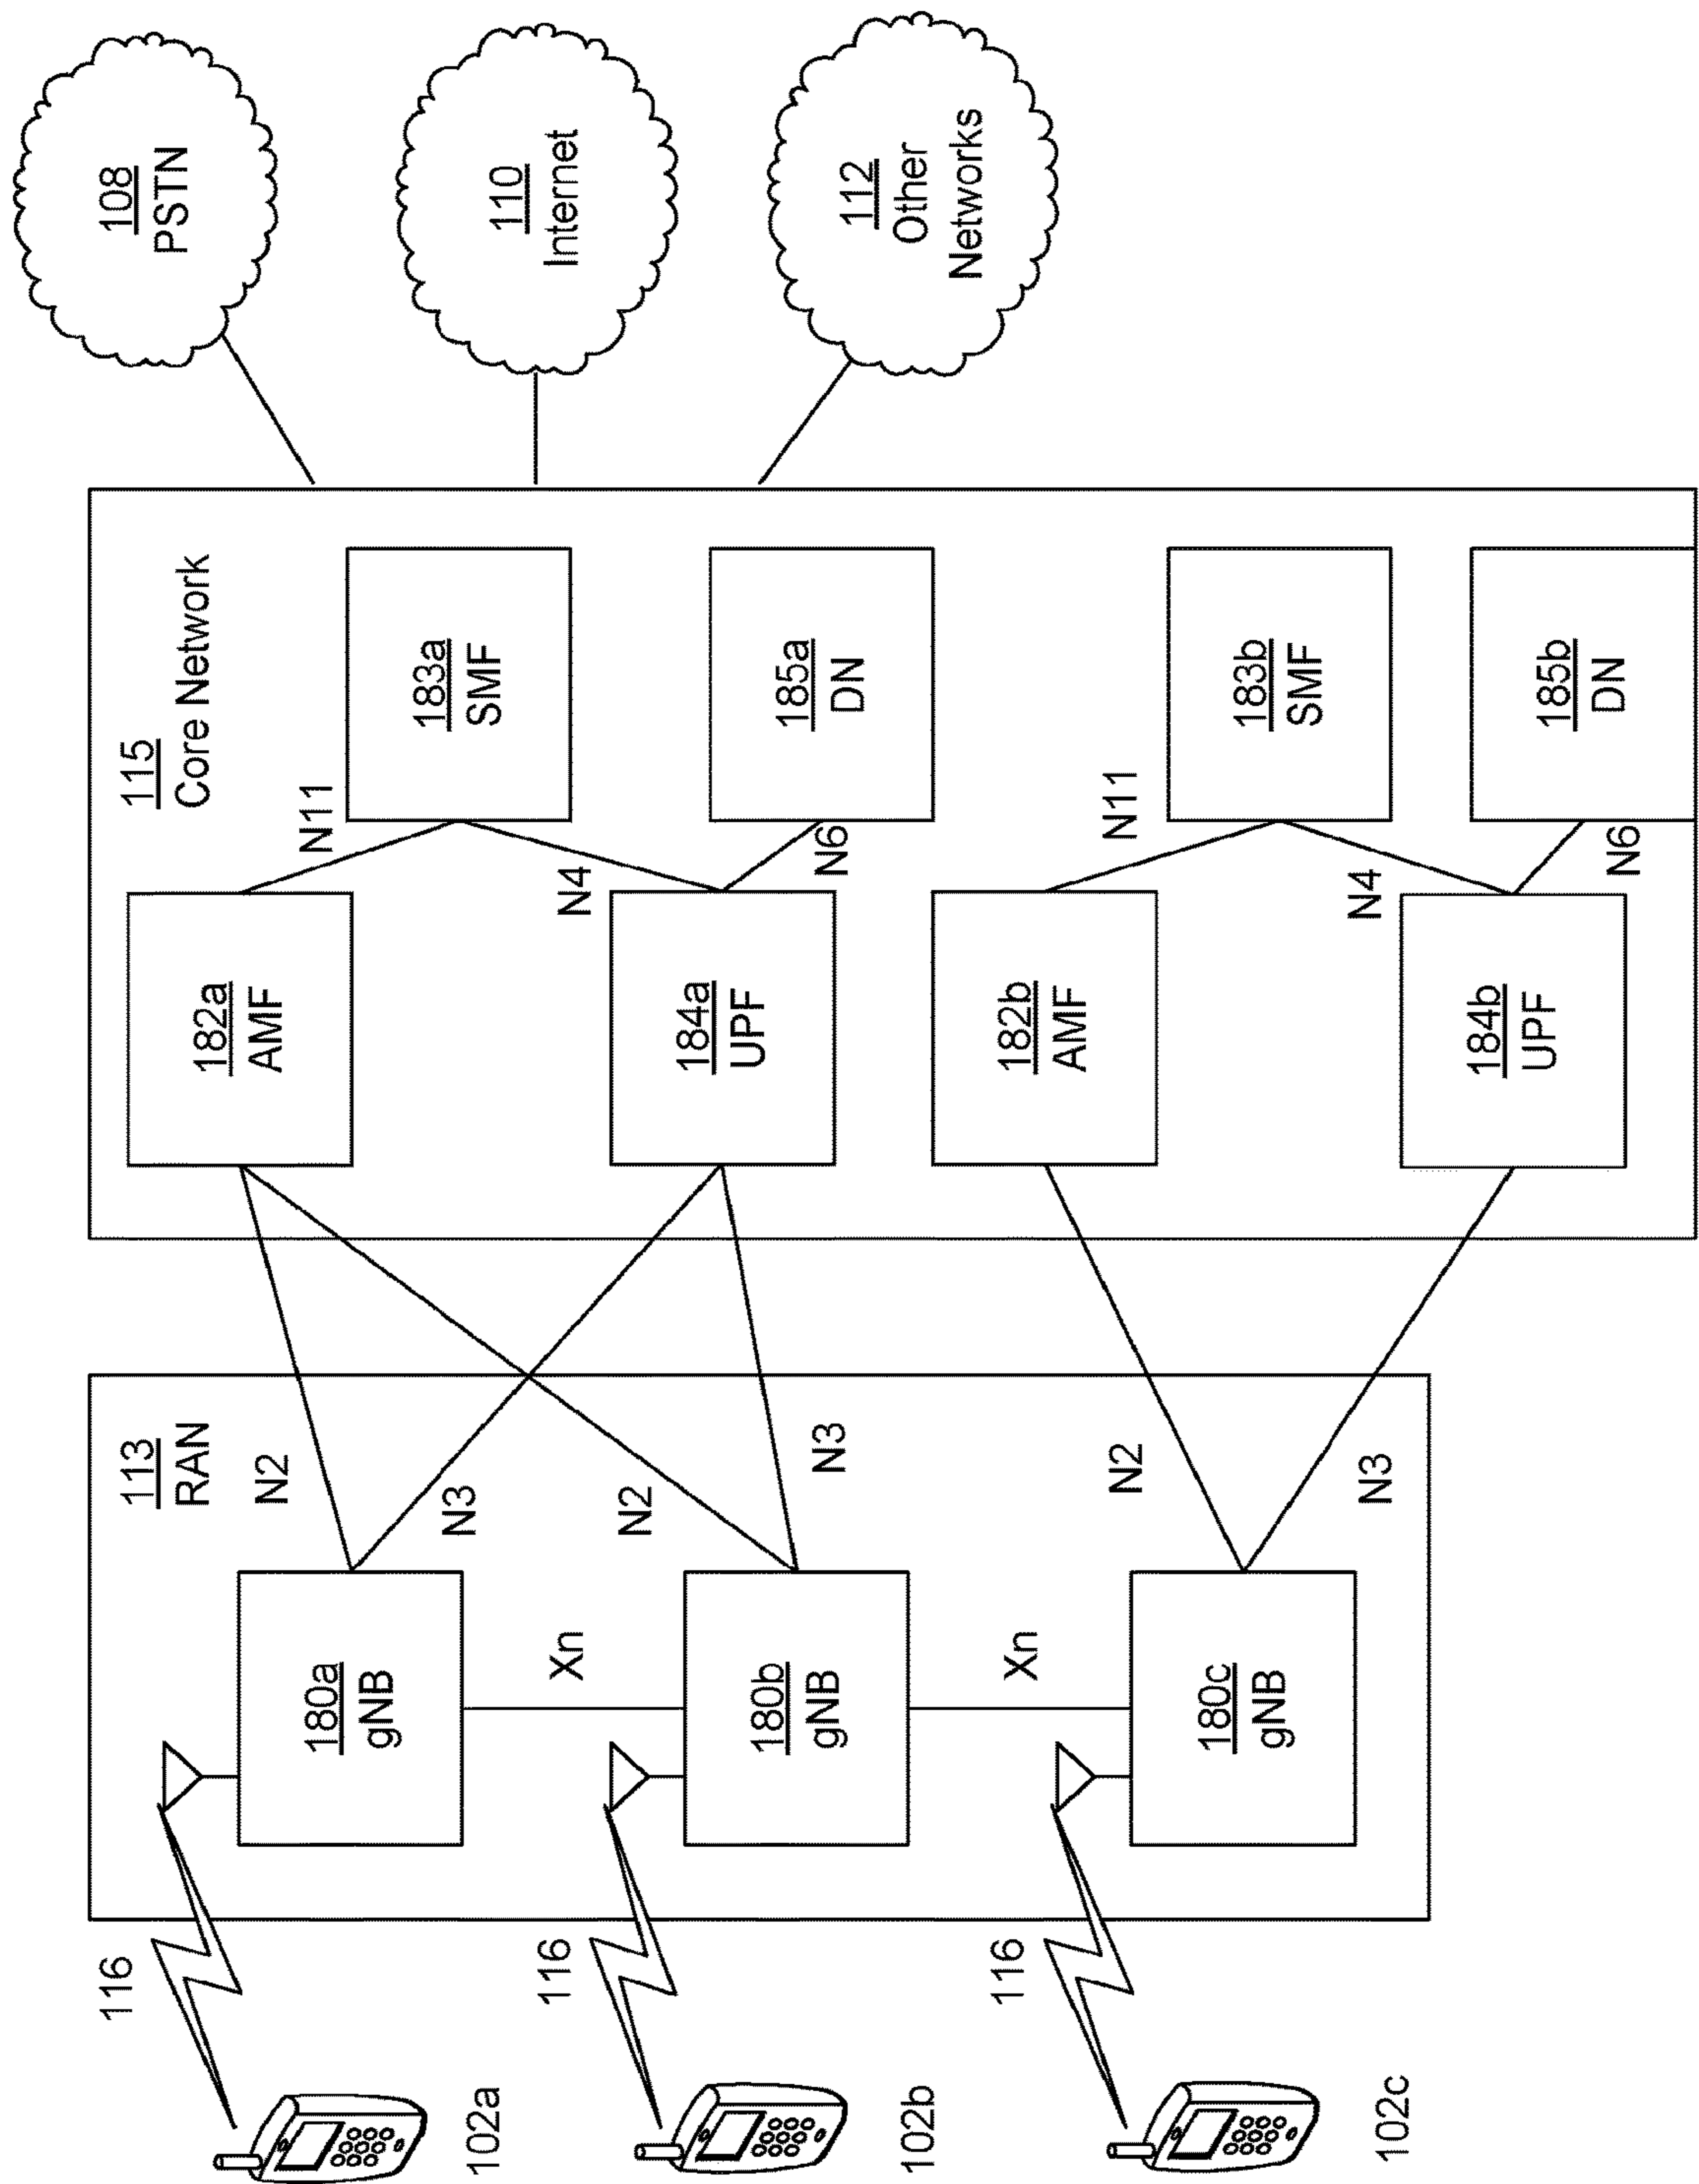 102a
102b
102c
116
116
116
113
RAN
180a
gNB
180b
gNB
180c
gNB
Xn
Xn
N2
N3
N2
N3
N2
N3
115
Core Network
182a
AMF
184a
UPF
182b
AMF
184b
UPF
N11
N4
N6
N11
N4
N6
183a
SMF
185a
DN
183b
SMF
185b
DN
108
PSTN
110
Internet
112
Other
Networks